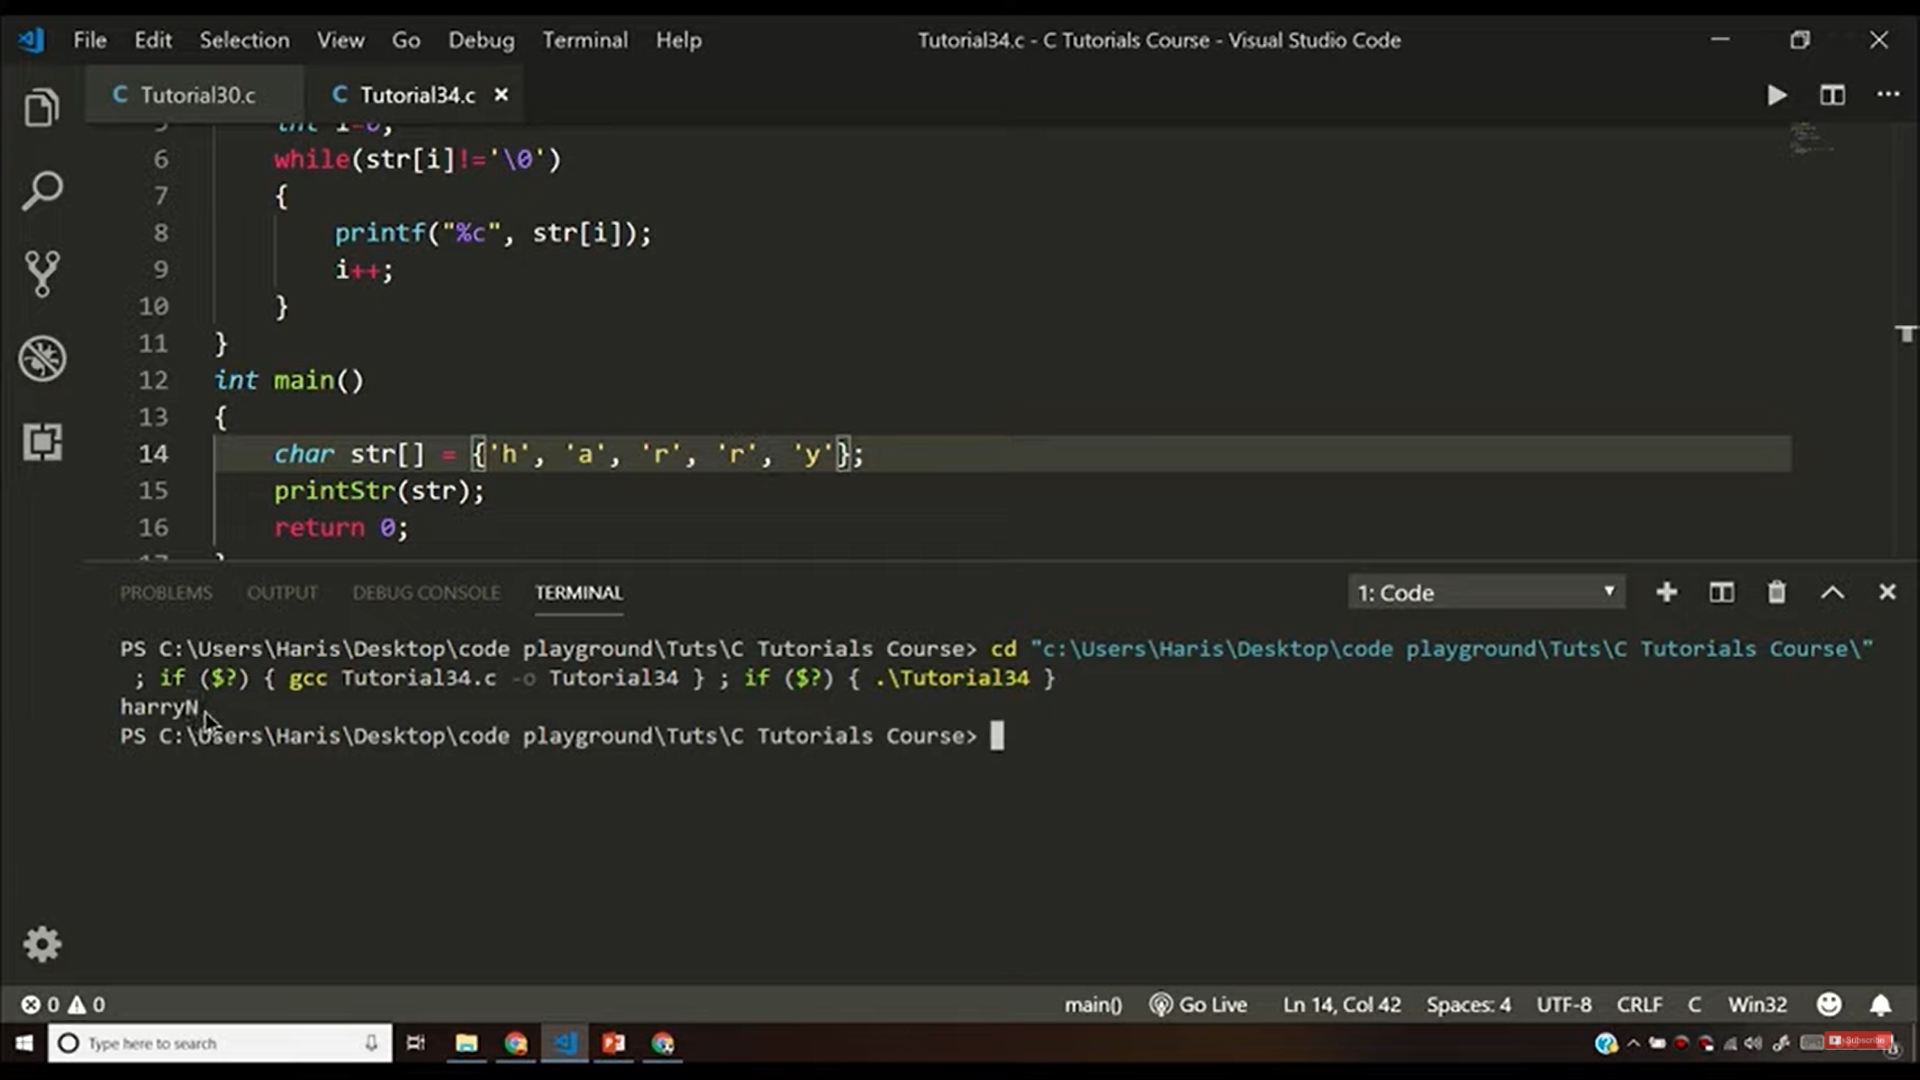 File Edit Selection View Go Debug Terminal Help Tutorial34.c - C Tutorials Course - Visual Studio Code
C Tutorial30.c C Tutorial34.c
5 int i=0;
6 while(str[i]!='\0')
7 {
8 printf("%c", str[i]);
9 i++;
10 }
11 }
12 int main()
13 {
14 char str[] = {'h', 'a', 'r', 'r', 'y'};
15 printStr(str);
16 return 0;
17 }
PROBLEMS OUTPUT DEBUG CONSOLE TERMINAL 1: Code
PS C:\Users\Haris\Desktop\code playground\Tuts\C Tutorials Course> cd "c:\Users\Haris\Desktop\code playground\Tuts\C Tutorials Course\"
; if ($?) { gcc Tutorial34.c -o Tutorial34 } ; if ($?) { .\Tutorial34 }
harryN
PS C:\Users\Haris\Desktop\code playground\Tuts\C Tutorials Course>
0 0 main() Go Live Ln 14, Col 42 Spaces: 4 UTF-8 CRLF C Win32
Type here to search Subscribe